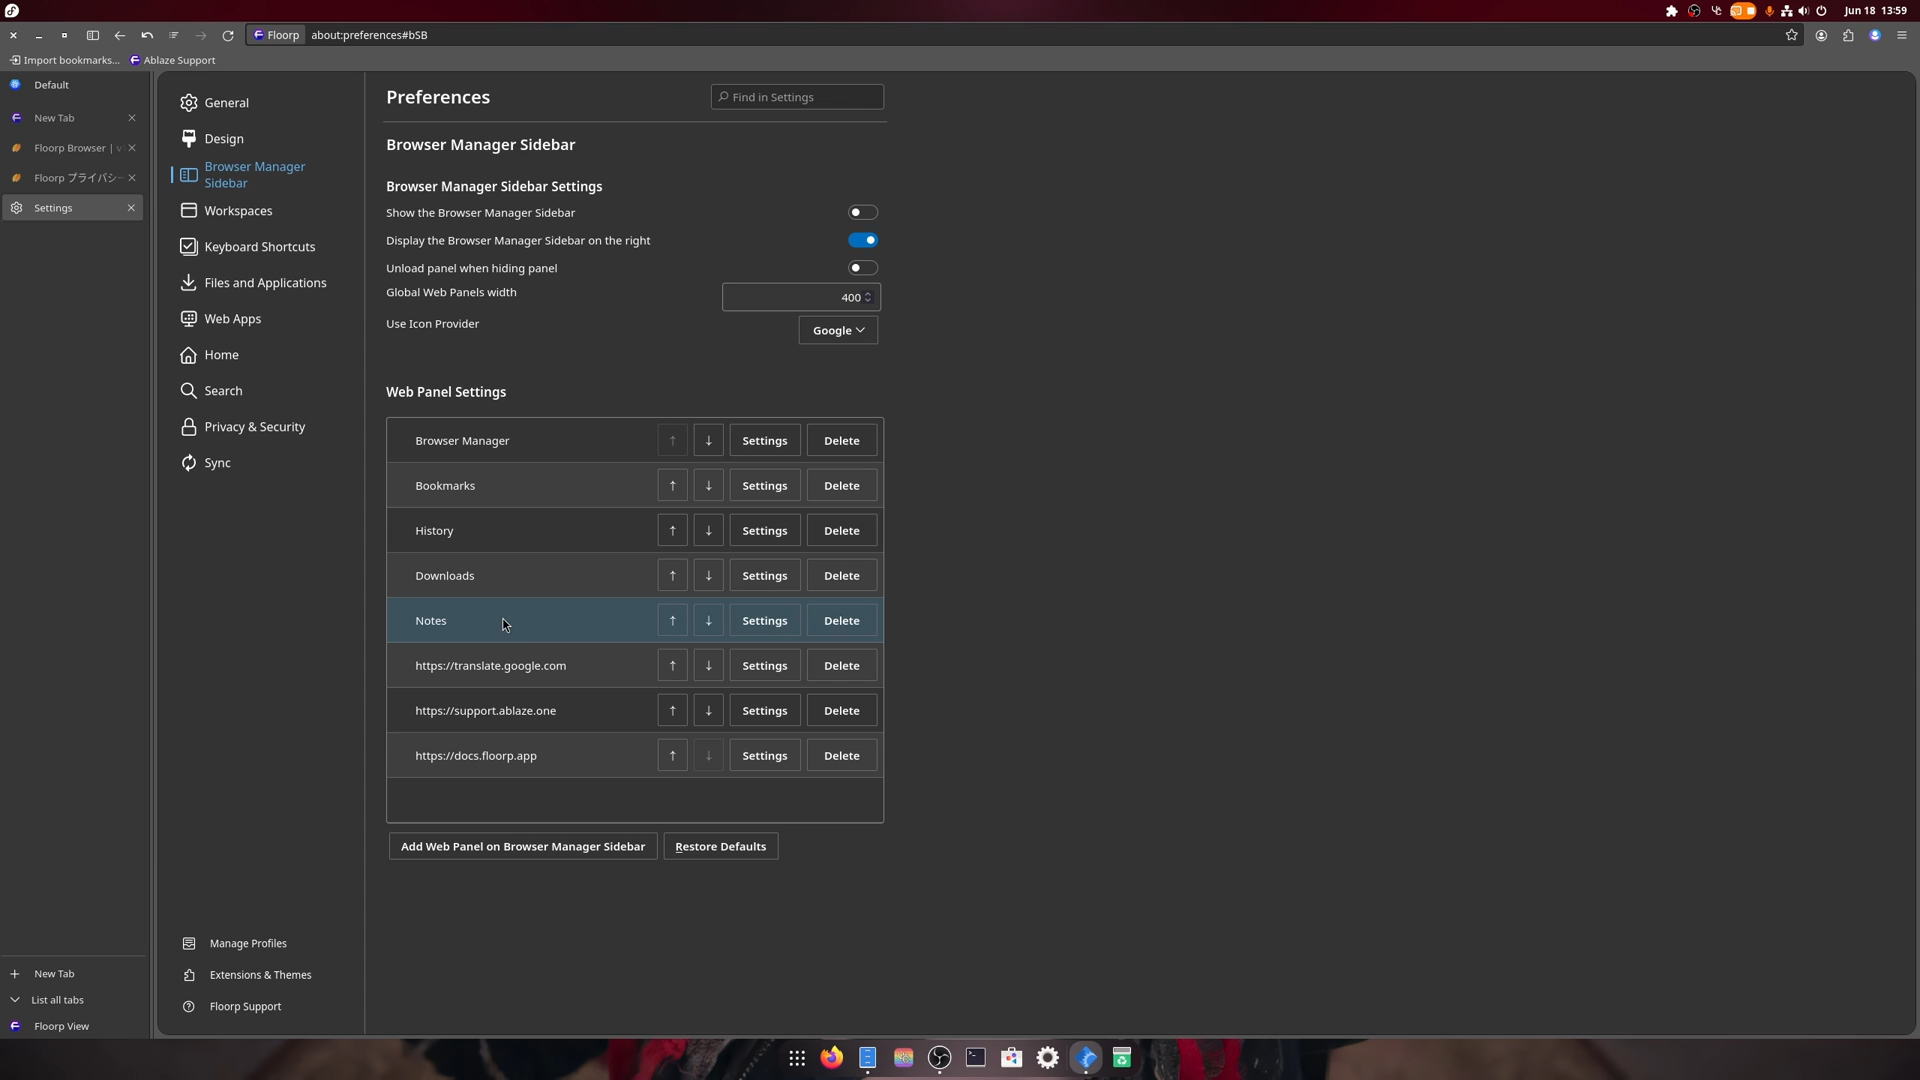 Jun 18 13:59
Floorp
about:preferences#bSB
Import bookmarks...
Ablaze Support
Default
New Tab
Floorp Browser |
Floorp プライバシー
Settings
General
Design
Browser Manager
Sidebar
Workspaces
Keyboard Shortcuts
Files and Applications
Web Apps
Home
Search
Privacy & Security
Sync
Manage Profiles
Extensions & Themes
Floorp Support
New Tab
List all tabs
Floorp View
Preferences
Find in Settings
Browser Manager Sidebar
Browser Manager Sidebar Settings
Show the Browser Manager Sidebar
Display the Browser Manager Sidebar on the right
Unload panel when hiding panel
Global Web Panels width
400
Use Icon Provider
Google
Web Panel Settings
Browser Manager ↑ ↓ Settings Delete
Bookmarks ↑ ↓ Settings Delete
History ↑ ↓ Settings Delete
Downloads ↑ ↓ Settings Delete
Notes ↑ ↓ Settings Delete
https://translate.google.com ↑ ↓ Settings Delete
https://support.ablaze.one ↑ ↓ Settings Delete
https://docs.floorp.app ↑ ↓ Settings Delete
Add Web Panel on Browser Manager Sidebar
Restore Defaults